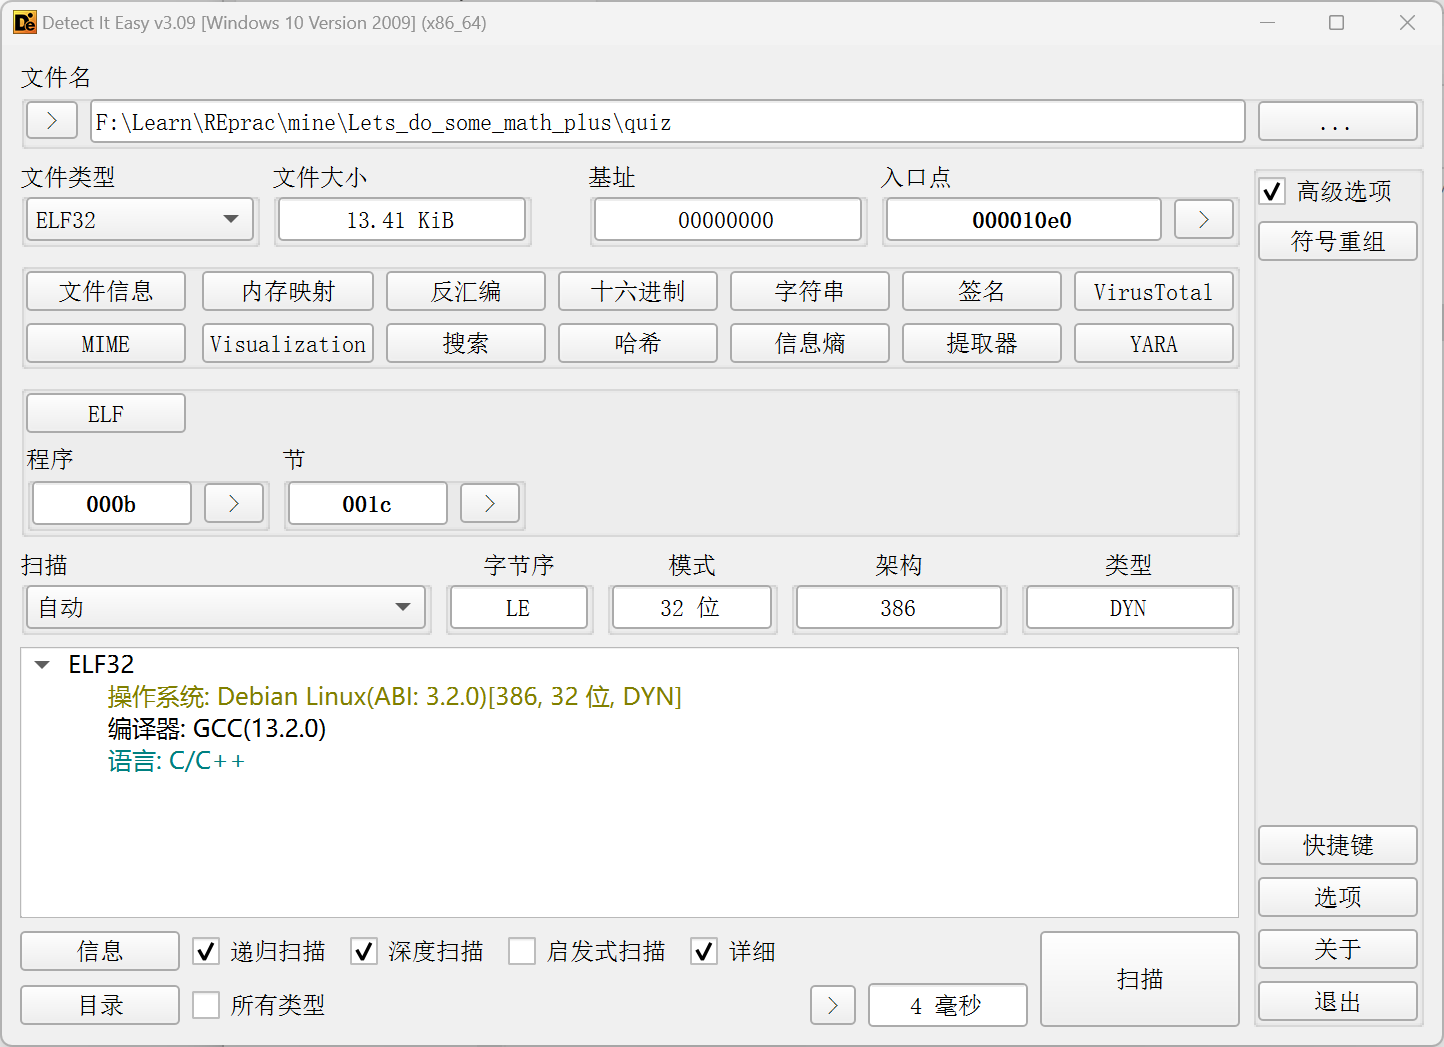 Detect It Easy v3.09 [Windows 10 Version 2009] (x86_64)
文件名
F:\Learn\REprac\mine\Lets_do_some_math_plus\quiz
...
文件类型 文件大小 基址 入口点
高级选项
ELF32 13.41 KiB 00000000 000010e0
符号重组
文件信息 内存映射 反汇编 十六进制 字符串 签名 VirusTotal
MIME Visualization 搜索 哈希 信息熵 提取器 YARA
ELF
程序 节
000b 001c
扫描 字节序 模式 架构 类型
自动 LE 32 位 386 DYN
ELF32
操作系统: Debian Linux(ABI: 3.2.0)[386, 32 位, DYN]
编译器: GCC(13.2.0)
语言: C/C++
快捷键
选项
关于
退出
信息 递归扫描 深度扫描 启发式扫描 详细
扫描
目录 所有类型 4 毫秒